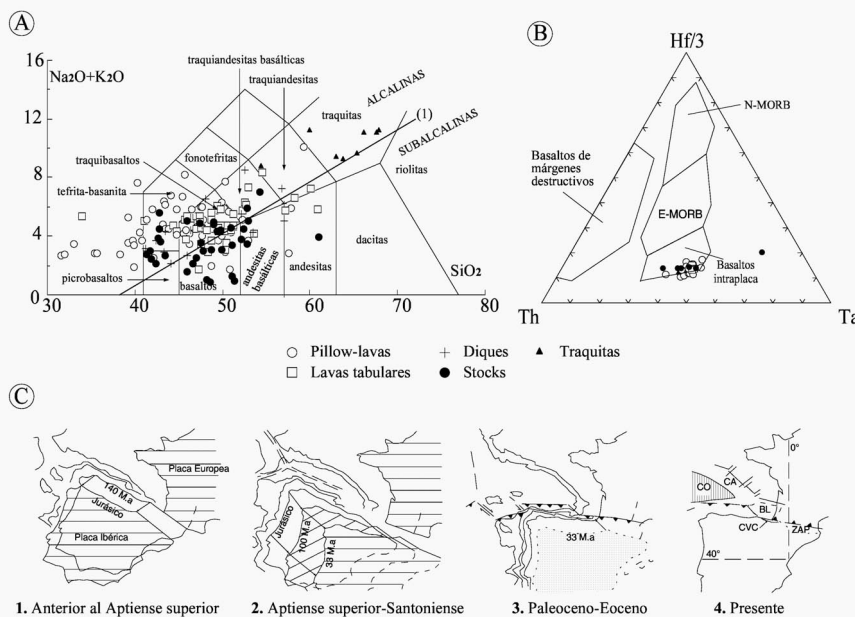 A
16
Na2O+K2O
12
8
4
0
30
40
50
60
70
80
SiO2
traquiandesitas basálticas
traquiandesitas
ALCALINAS
traquitas
(1)
SUBALCALINAS
riolitas
fonotefritas
traquibasaltos
tefrita-basanita
picrobasaltos
basaltos
andesitas
basálticas
andesitas
dacitas
B
Hf/3
N-MORB
Basaltos de
márgenes
destructivos
E-MORB
Basaltos
intraplaca
Th
Ta
Pillow-lavas
Diques
Traquitas
Lavas tabulares
Stocks
C
Placa Europea
140 M.a
Jurásico
Placa Ibérica
1. Anterior al Aptiense superior
Jurásico
100 M.a
33 M.a
2. Aptiense superior-Santoniense
33 M.a
3. Paleoceno-Eoceno
0°
CO
CA
BL
CVC
ZAP
40°
4. Presente